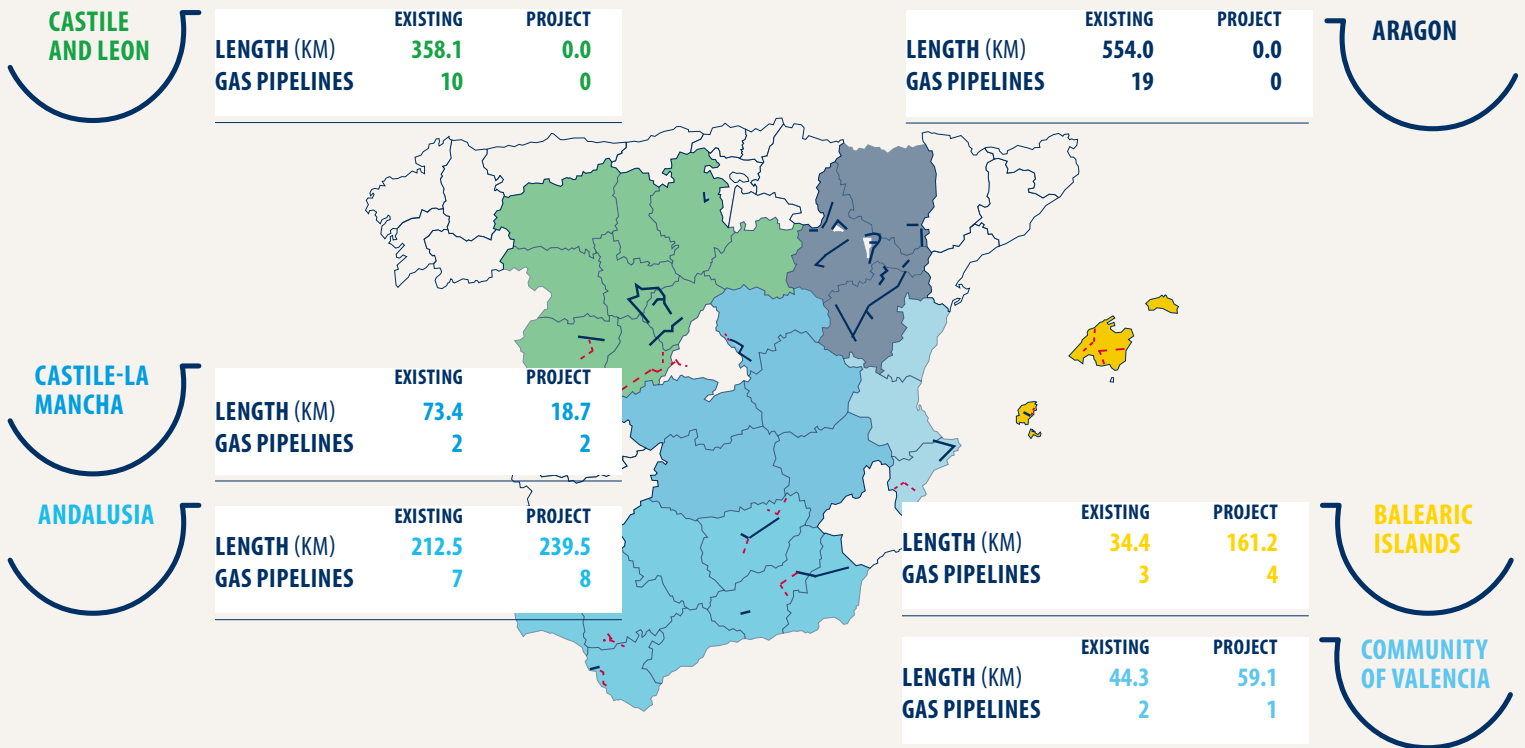 CASTILE
AND LEON
EXISTING PROJECT
LENGTH (KM) 358.1 0.0
GAS PIPELINES 10 0
EXISTING PROJECT
LENGTH (KM) 554.0 0.0
GAS PIPELINES 19 0
ARAGON
CASTILE-LA
MANCHA
EXISTING PROJECT
LENGTH (KM) 73.4 18.7
GAS PIPELINES 2 2
ANDALUSIA
EXISTING PROJECT
LENGTH (KM) 212.5 239.5
GAS PIPELINES 7 8
EXISTING PROJECT
LENGTH (KM) 34.4 161.2
GAS PIPELINES 3 4
BALEARIC
ISLANDS
EXISTING PROJECT
LENGTH (KM) 44.3 59.1
GAS PIPELINES 2 1
COMMUNITY
OF VALENCIA